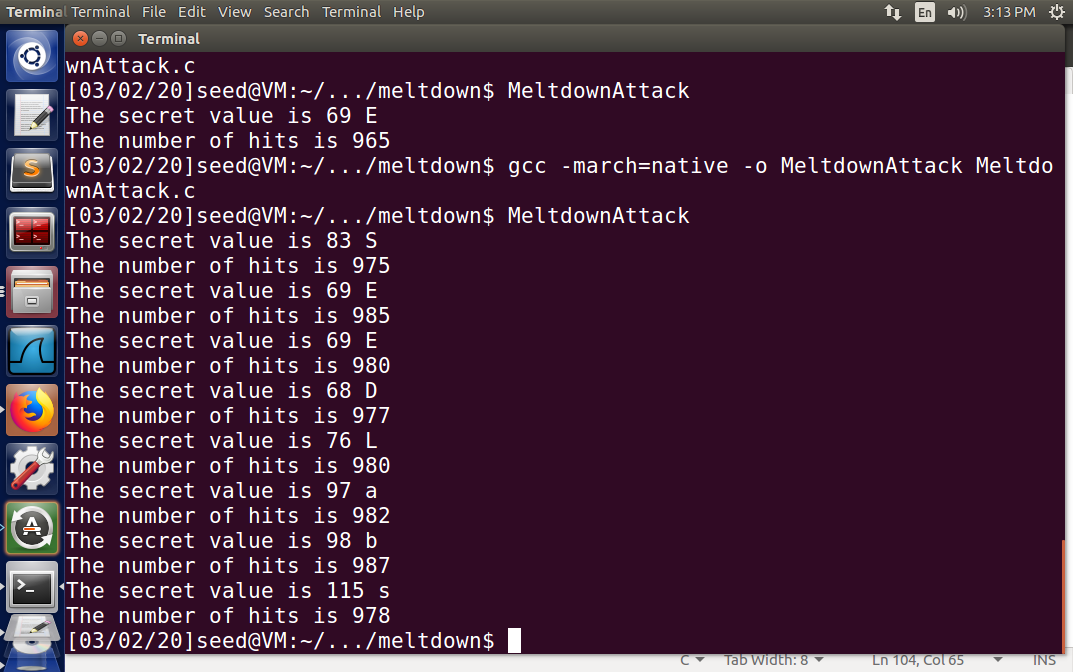 Terminal Terminal File Edit View Search Terminal Help En 3:13 PM
Terminal
wnAttack.c
[03/02/20]seed@VM:~/.../meltdown$ MeltdownAttack
The secret value is 69 E
The number of hits is 965
[03/02/20]seed@VM:~/.../meltdown$ gcc -march=native -o MeltdownAttack Meltdo
wnAttack.c
[03/02/20]seed@VM:~/.../meltdown$ MeltdownAttack
The secret value is 83 S
The number of hits is 975
The secret value is 69 E
The number of hits is 985
The secret value is 69 E
The number of hits is 980
The secret value is 68 D
The number of hits is 977
The secret value is 76 L
The number of hits is 980
The secret value is 97 a
The number of hits is 982
The secret value is 98 b
The number of hits is 987
The secret value is 115 s
The number of hits is 978
[03/02/20]seed@VM:~/.../meltdown$
C Tab Width: 8 Ln 104, Col 65 INS